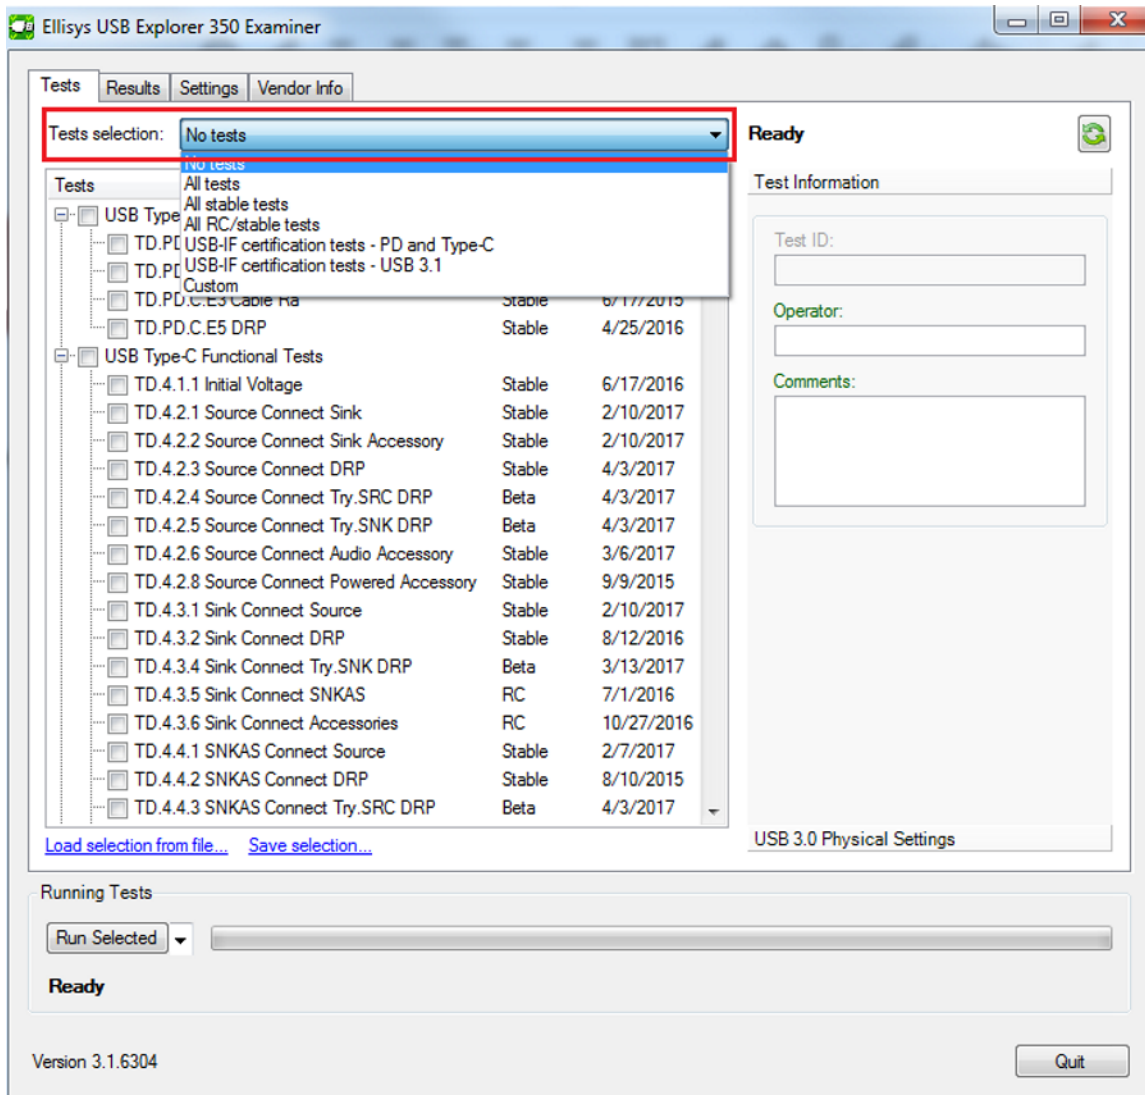 Ellisys USB Explorer 350 Examiner
Tests Results Settings Vendor Info
Tests selection: No tests
No tests
All tests
All stable tests
All RC/stable tests
USB-IF certification tests - PD and Type-C
USB-IF certification tests - USB 3.1
Custom
Ready
Tests
USB Type
TD.PD
TD.PD
TD.PD.C.E3 Cable Ra Stable 6/17/2015
TD.PD.C.E5 DRP Stable 4/25/2016
USB Type-C Functional Tests
TD.4.1.1 Initial Voltage Stable 6/17/2016
TD.4.2.1 Source Connect Sink Stable 2/10/2017
TD.4.2.2 Source Connect Sink Accessory Stable 2/10/2017
TD.4.2.3 Source Connect DRP Stable 4/3/2017
TD.4.2.4 Source Connect Try.SRC DRP Beta 4/3/2017
TD.4.2.5 Source Connect Try.SNK DRP Beta 4/3/2017
TD.4.2.6 Source Connect Audio Accessory Stable 3/6/2017
TD.4.2.8 Source Connect Powered Accessory Stable 9/9/2015
TD.4.3.1 Sink Connect Source Stable 2/10/2017
TD.4.3.2 Sink Connect DRP Stable 8/12/2016
TD.4.3.4 Sink Connect Try.SNK DRP Beta 3/13/2017
TD.4.3.5 Sink Connect SNKAS RC 7/1/2016
TD.4.3.6 Sink Connect Accessories RC 10/27/2016
TD.4.4.1 SNKAS Connect Source Stable 2/7/2017
TD.4.4.2 SNKAS Connect DRP Stable 8/10/2015
TD.4.4.3 SNKAS Connect Try.SRC DRP Beta 4/3/2017
Load selection from file... Save selection...
Test Information
Test ID:
Operator:
Comments:
USB 3.0 Physical Settings
Running Tests
Run Selected
Ready
Version 3.1.6304
Quit